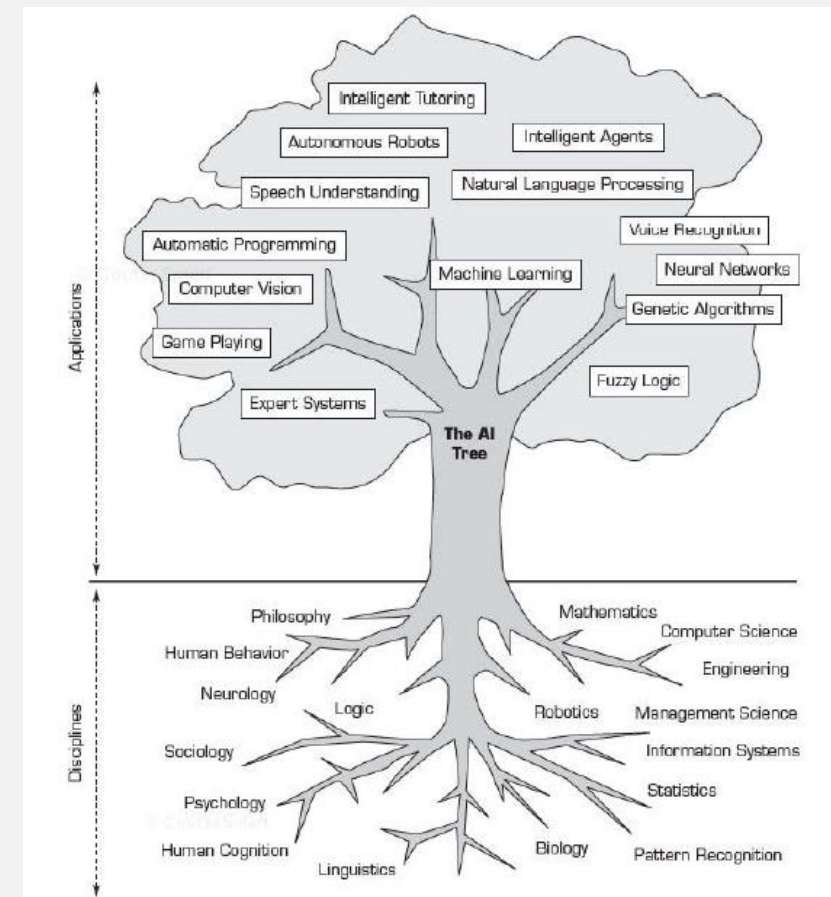 Intelligent Tutoring
Autonomous Robots
Intelligent Agents
Speech Understanding
Natural Language Processing
Voice Recognition
Automatic Programming
Machine Learning
Neural Networks
Computer Vision
Genetic Algorithms
Game Playing
Fuzzy Logic
Expert Systems
The AI
Tree
Applications
Philosophy
Mathematics
Computer Science
Human Behavior
Engineering
Neurology
Logic
Robotics
Management Science
Sociology
Information Systems
Statistics
Psychology
Human Cognition
Biology
Pattern Recognition
Linguistics
Disciplines